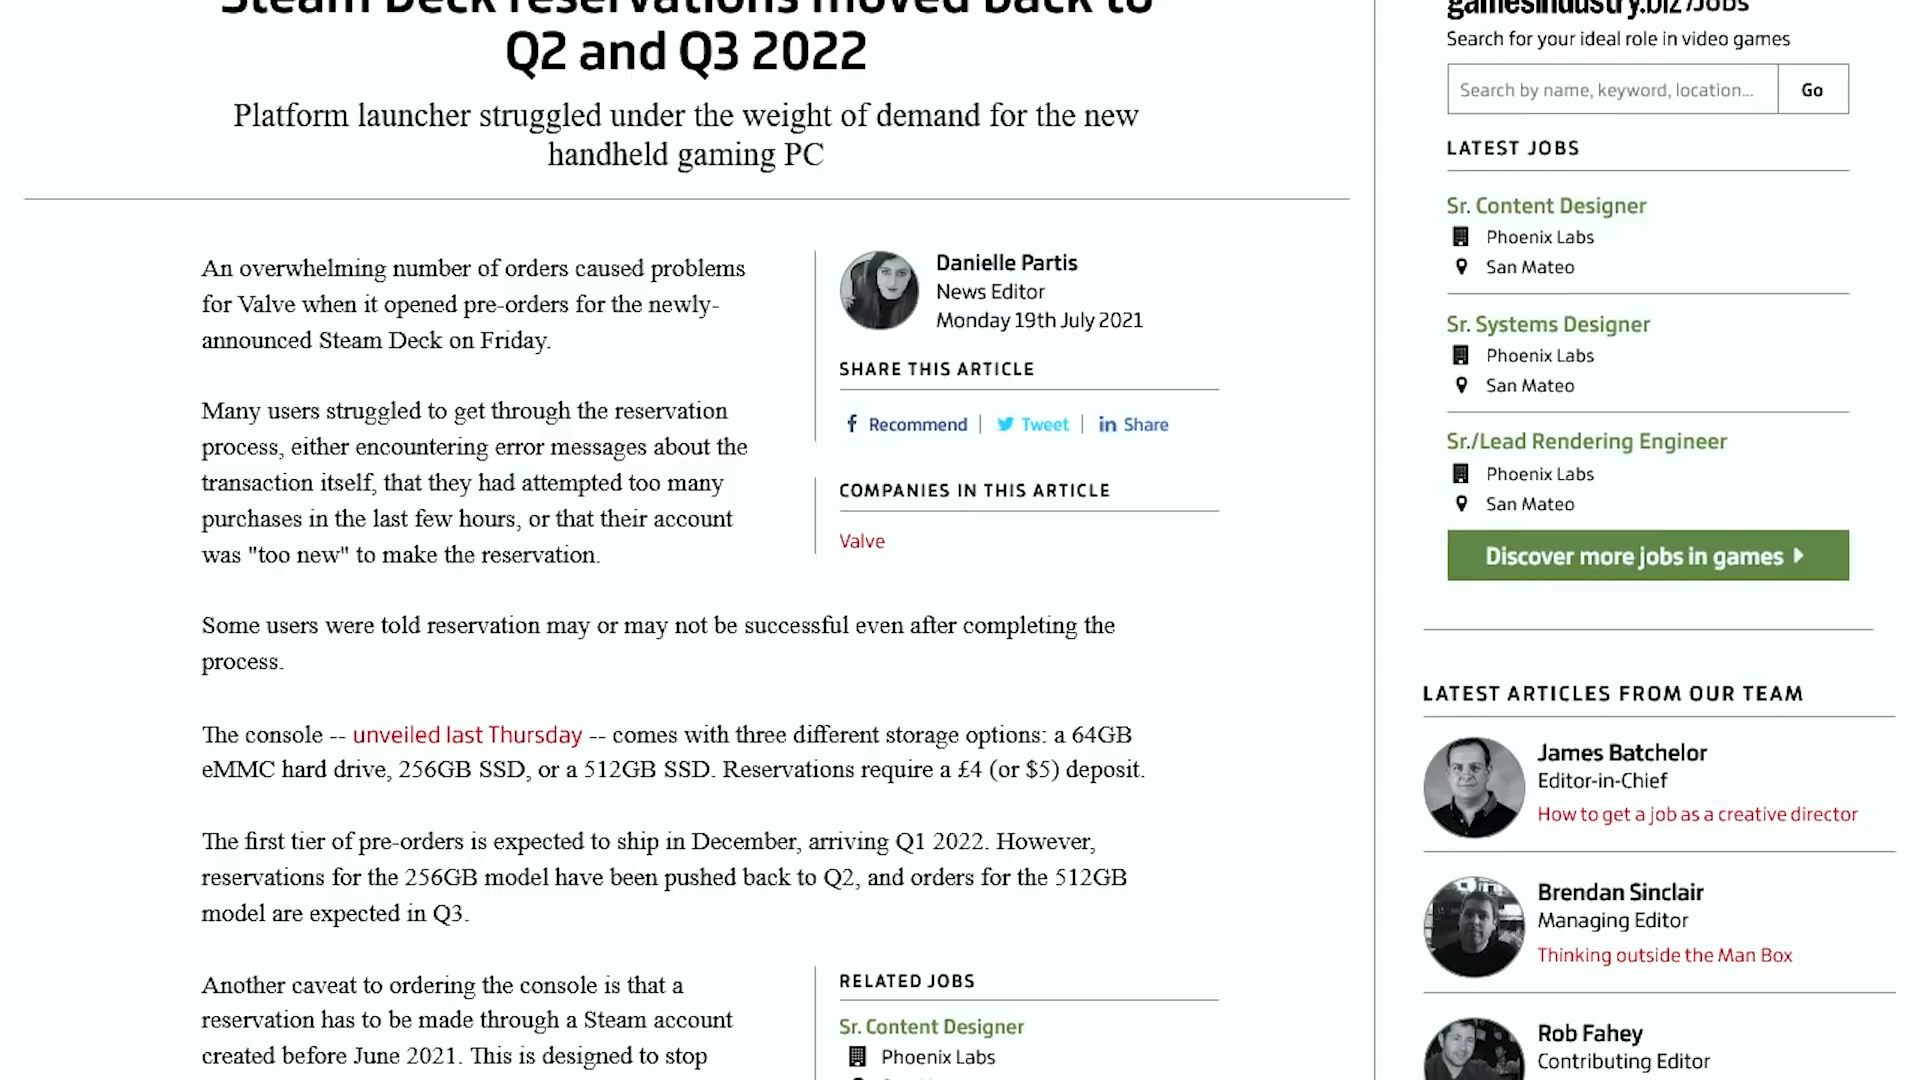 Steam Deck reservations moved back to
Q2 and Q3 2022
Platform launcher struggled under the weight of demand for the new
handheld gaming PC
An overwhelming number of orders caused problems
for Valve when it opened pre-orders for the newly-
announced Steam Deck on Friday.
Many users struggled to get through the reservation
process, either encountering error messages about the
transaction itself, that they had attempted too many
purchases in the last few hours, or that their account
was "too new" to make the reservation.
Danielle Partis
News Editor
Monday 19th July 2021
SHARE THIS ARTICLE
Recommend | Tweet | in Share
COMPANIES IN THIS ARTICLE
Valve
Some users were told reservation may or may not be successful even after completing the
process.
The console -- unveiled last Thursday -- comes with three different storage options: a 64GB
eMMC hard drive, 256GB SSD, or a 512GB SSD. Reservations require a £4 (or $5) deposit.
The first tier of pre-orders is expected to ship in December, arriving Q1 2022. However,
reservations for the 256GB model have been pushed back to Q2, and orders for the 512GB
model are expected in Q3.
Another caveat to ordering the console is that a
reservation has to be made through a Steam account
created before June 2021. This is designed to stop
RELATED JOBS
Sr. Content Designer
Phoenix Labs
gamesindustry.biz/Jobs
Search for your ideal role in video games
Search by name, keyword, location...
Go
LATEST JOBS
Sr. Content Designer
Phoenix Labs
San Mateo
Sr. Systems Designer
Phoenix Labs
San Mateo
Sr./Lead Rendering Engineer
Phoenix Labs
San Mateo
Discover more jobs in games
LATEST ARTICLES FROM OUR TEAM
James Batchelor
Editor-in-Chief
How to get a job as a creative director
Brendan Sinclair
Managing Editor
Thinking outside the Man Box
Rob Fahey
Contributing Editor